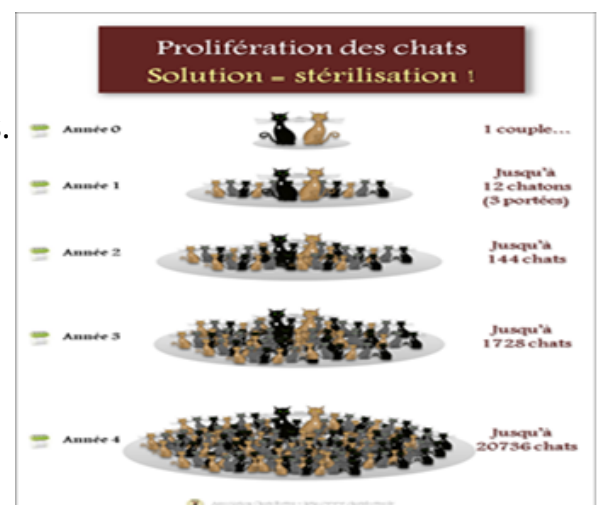 Prolifération des chats
Solution = stérilisation !
Année 0
1 couple...
Année 1
Jusqu'à
12 chatons
(3 portées)
Année 2
Jusqu'à
144 chats
Année 3
Jusqu'à
1728 chats
Année 4
Jusqu'à
20736 chats